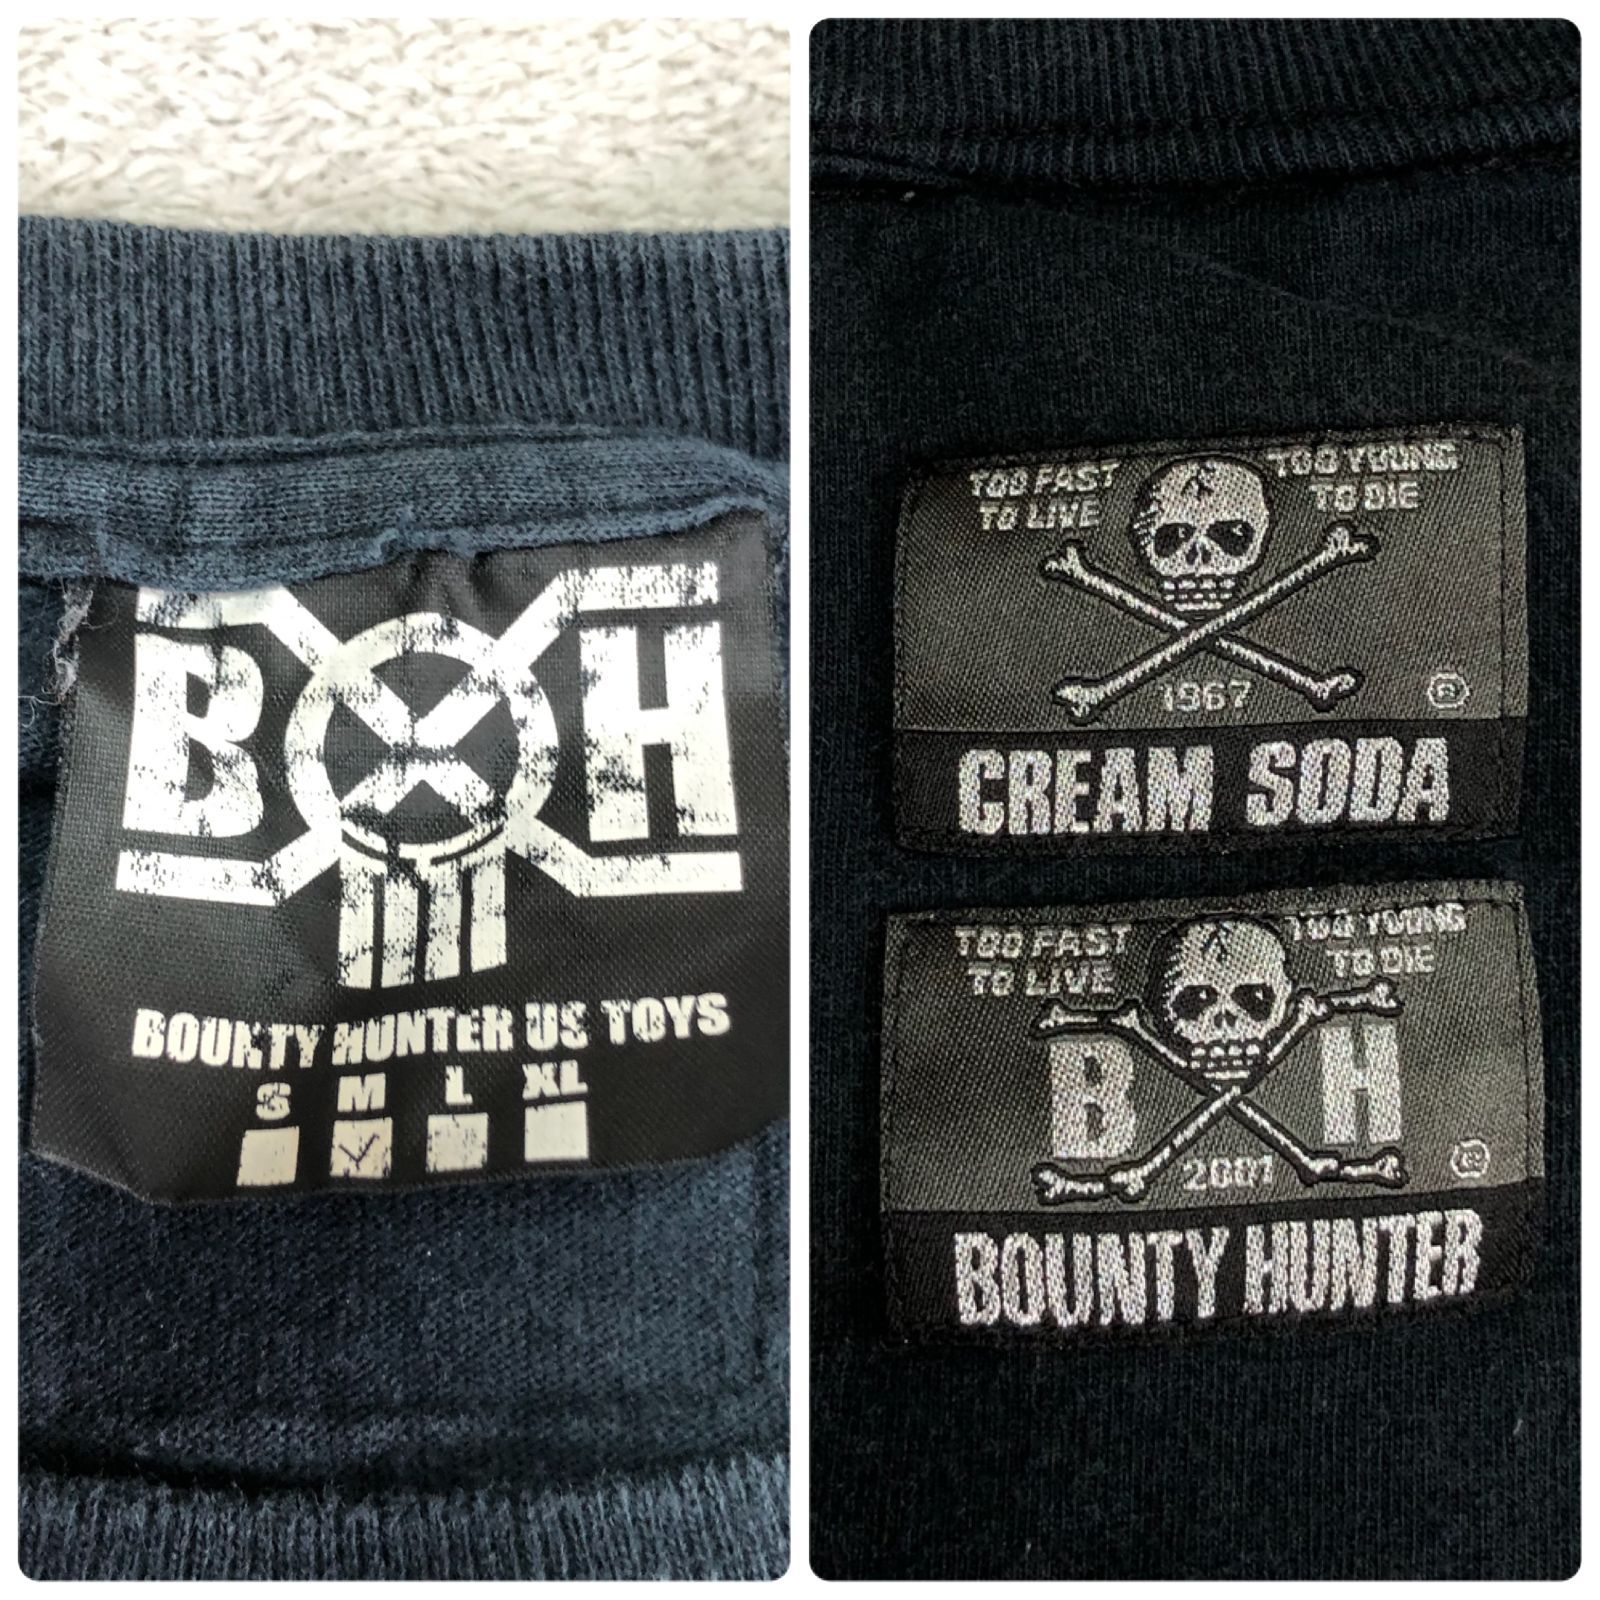 B H
BOUNTY HUNTER US TOYS
S M L XL
TOO FAST TOO YOUNG
TO LIVE TO DIE
1967
®
CREAM SODA
TOO FAST TOO YOUNG
TO LIVE TO DIE
B H
2001
®
BOUNTY HUNTER